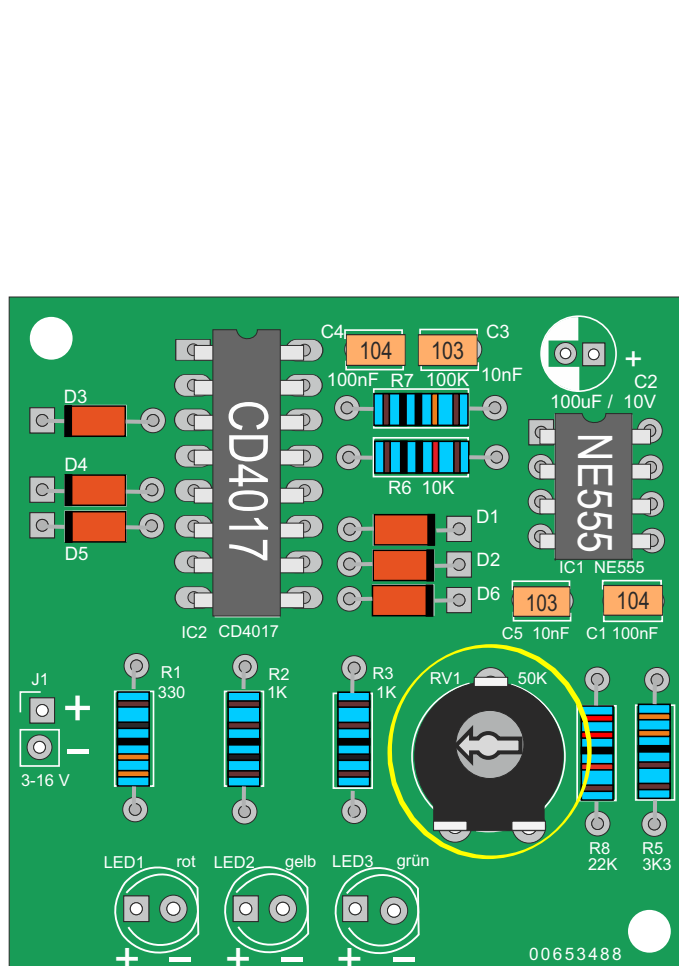 C4
C3
104
103
100nF
R7
100K
10nF
+
C2
100uF / 10V
D3
CD4017
NE555
D4
R6 10K
D1
D5
D2
IC1 NE555
D6
103
104
IC2 CD4017
C5 10nF
C1 100nF
J1
R1
330
R2
1K
R3
1K
RV1
50K
+
−
3-16 V
R8
22K
R5
3K3
LED1
rot
LED2
gelb
LED3
grün
+ −
+ −
+ −
00653488